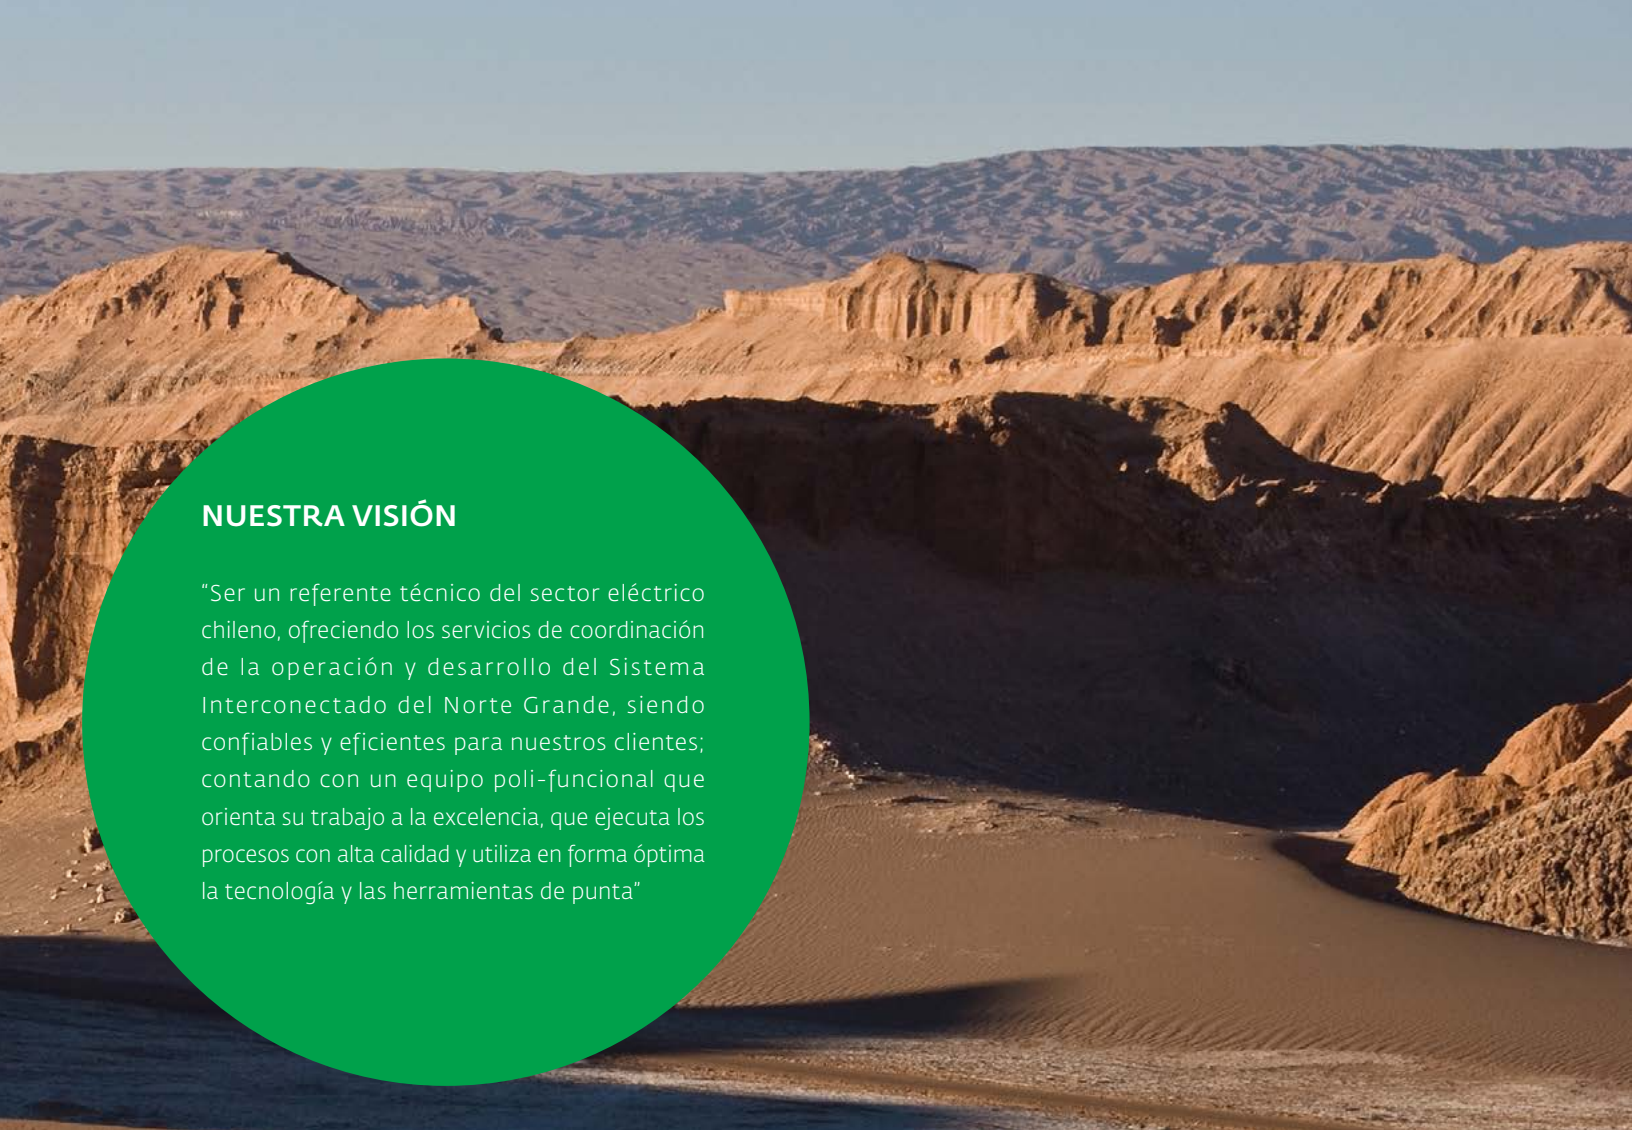 NUESTRA VISIÓN
“Ser un referente técnico del sector eléctrico
chileno, ofreciendo los servicios de coordinación
de la operación y desarrollo del Sistema
Interconectado del Norte Grande, siendo
confiables y eficientes para nuestros clientes;
contando con un equipo poli-funcional que
orienta su trabajo a la excelencia, que ejecuta los
procesos con alta calidad y utiliza en forma óptima
la tecnología y las herramientas de punta”